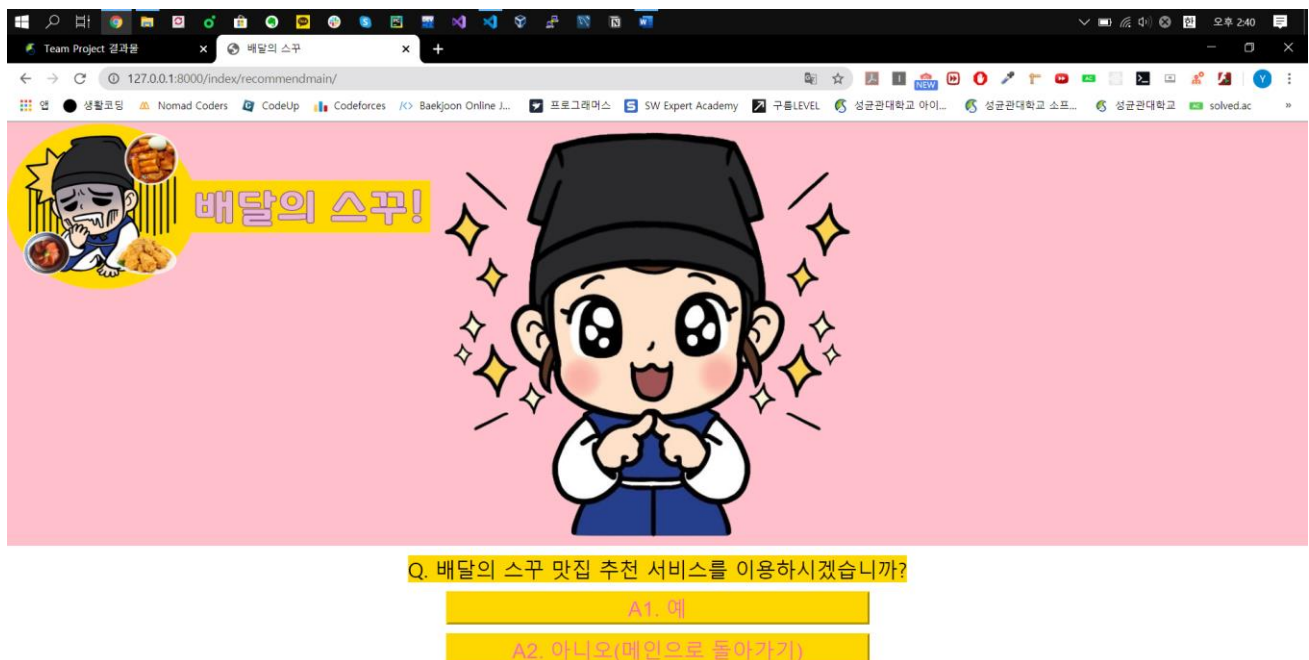 오후 2:40
Team Project 결과물
배달의 스꾸
127.0.0.1:8000/index/recommendmain/
앱 생활코딩 Nomad Coders CodeUp Codeforces Baekjoon Online J... 프로그래머스 SW Expert Academy 구름LEVEL 성균관대학교 아이... 성균관대학교 소프... 성균관대학교 solved.ac
배달의 스꾸!
Q. 배달의 스꾸 맛집 추천 서비스를 이용하시겠습니까?
A1. 예
A2. 아니오(메인으로 돌아가기)